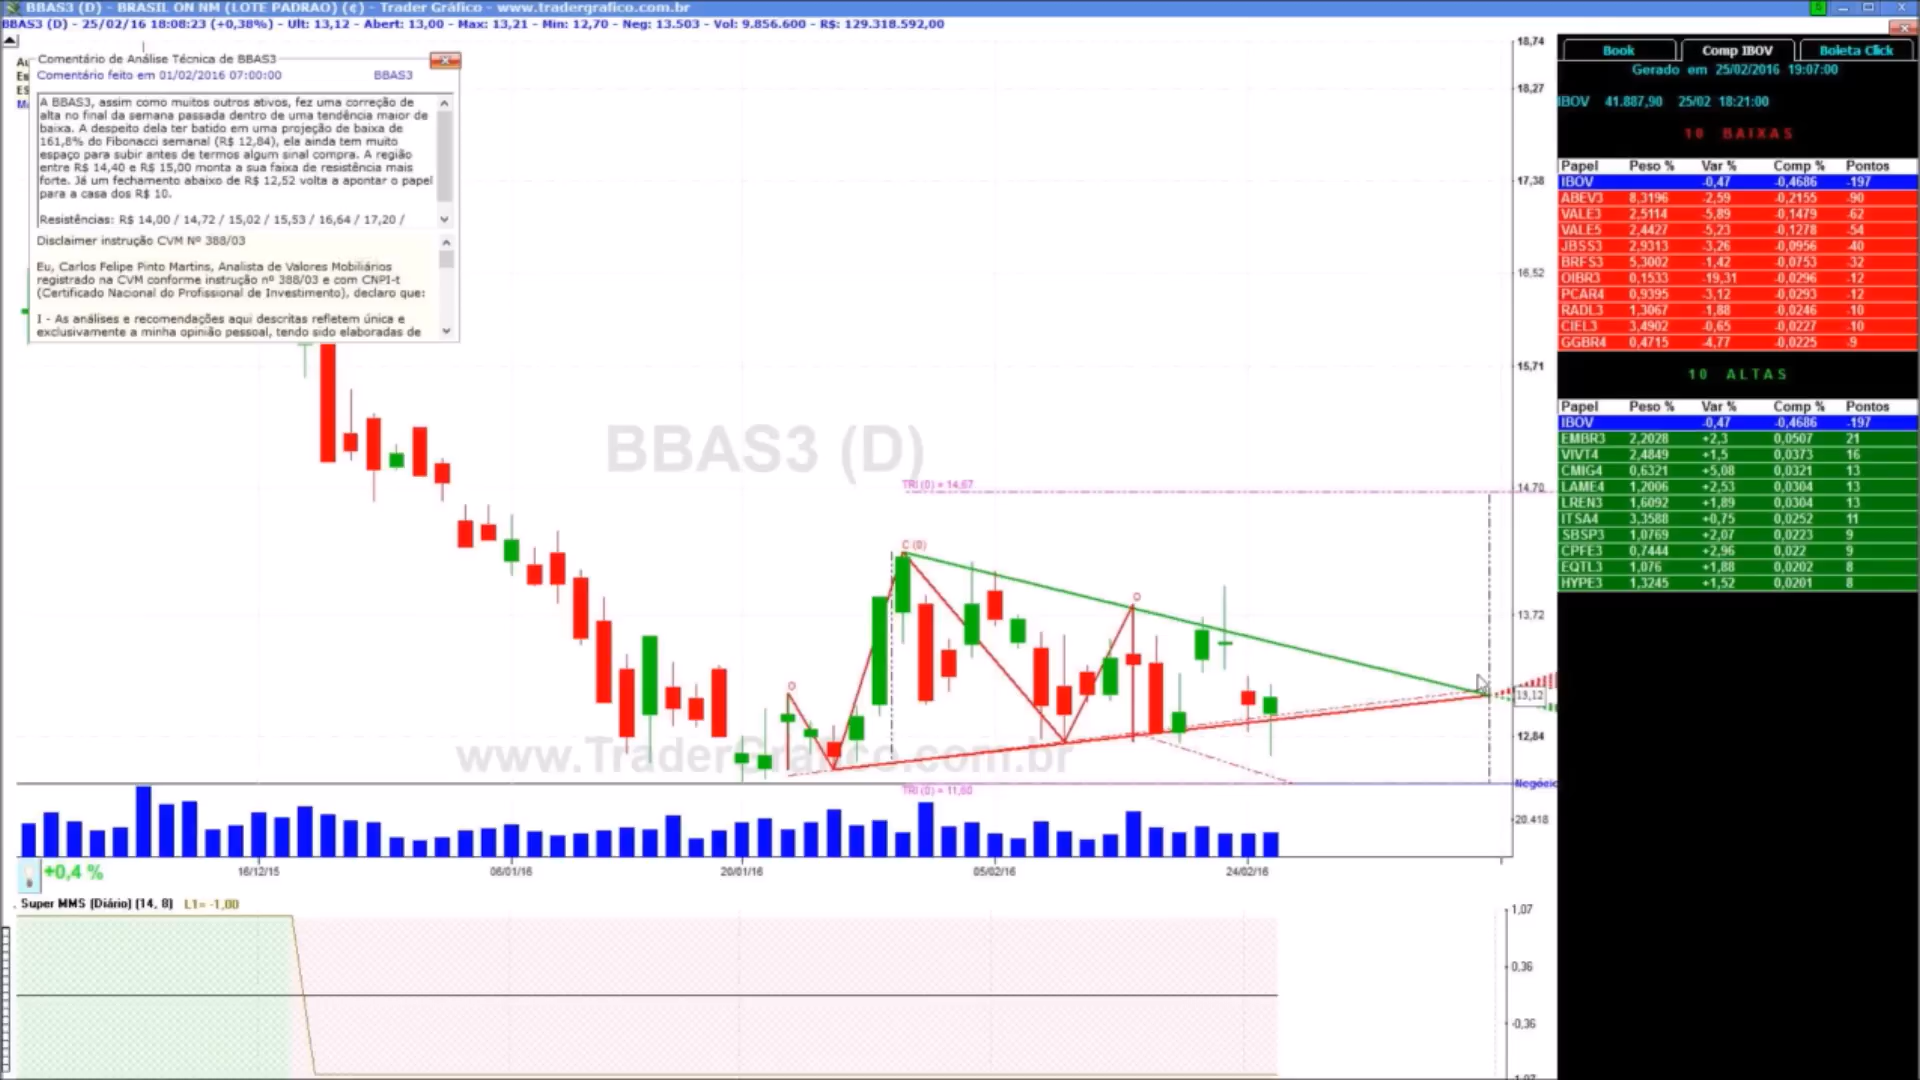 BBAS3 (D) - BRASIL ON NM (LOTE PADRAO) (¢) - Trader Gráfico - www.tradergrafico.com.br
BBAS3 (D) - 25/02/16 18:08:23 (+0,38%) - Ult: 13,12 - Abert: 13,00 - Max: 13,21 - Min: 12,70 - Neg: 13.503 - Vol: 9.856.600 - R$: 129.318.592,00
Comentário de Análise Técnica de BBAS3
Comentário feito em 01/02/2016 07:00:00 BBAS3
A BBAS3, assim como muitos outros ativos, fez uma correção de
alta no final da semana passada dentro de uma tendência maior de
baixa. A despeito dela ter batido em uma projeção de baixa de
161,8% do Fibonacci semanal (R$ 12,84), ela ainda tem muito
espaço para subir antes de termos algum sinal compra. A região
entre R$ 14,40 e R$ 15,00 monta a sua faixa de resistência mais
forte. Já um fechamento abaixo de R$ 12,52 volta a apontar o papel
para a casa dos R$ 10.
Resistências: R$ 14,00 / 14,72 / 15,02 / 15,53 / 16,64 / 17,20 /
Disclaimer instrução CVM Nº 388/03
Eu, Carlos Felipe Pinto Martins, Analista de Valores Mobiliários
registrado na CVM conforme instrução nº 388/03 e com CNPI-t
(Certificado Nacional do Profissional de Investimento), declaro que:
I - As análises e recomendações aqui descritas refletem única e
exclusivamente a minha opinião pessoal, tendo sido elaboradas de
BBAS3 (D)
www.TraderGrafico.com.br
TRI (0) = 14,67
C (0)
O
O
TRI (0) = 11,60
18,74
18,27
17,38
16,52
15,71
14,70
13,72
13,12
12,84
Negócios
20.418
16/12/15 06/01/16 20/01/16 05/02/16 24/02/16
+0,4 %
Super MMS (Diário) (14, 8) L1= -1,00
1,07
0,36
-0,36
-1,07
Book Comp IBOV Boleta Click
Gerado em 25/02/2016 19:07:00
IBOV 41.887,90 25/02 18:21:00
10 BAIXAS
Papel Peso % Var % Comp % Pontos
IBOV -0,47 -0,4686 -197
ABEV3 8,3196 -2,59 -0,2155 -90
VALE3 2,5114 -5,89 -0,1479 -62
VALE5 2,4427 -5,23 -0,1278 -54
JBSS3 2,9313 -3,26 -0,0956 -40
BRFS3 5,3002 -1,42 -0,0753 -32
OIBR3 0,1533 -19,31 -0,0296 -12
PCAR4 0,9395 -3,12 -0,0293 -12
RADL3 1,3067 -1,88 -0,0246 -10
CIEL3 3,4902 -0,65 -0,0227 -10
GGBR4 0,4715 -4,77 -0,0225 -9
10 ALTAS
Papel Peso % Var % Comp % Pontos
IBOV -0,47 -0,4686 -197
EMBR3 2,2028 +2,3 0,0507 21
VIVT4 2,4849 +1,5 0,0373 16
CMIG4 0,6321 +5,08 0,0321 13
LAME4 1,2006 +2,53 0,0304 13
LREN3 1,6092 +1,89 0,0304 13
ITSA4 3,3588 +0,75 0,0252 11
SBSP3 1,0769 +2,07 0,0223 9
CPFE3 0,7444 +2,96 0,022 9
EQTL3 1,076 +1,88 0,0202 8
HYPE3 1,3245 +1,52 0,0201 8